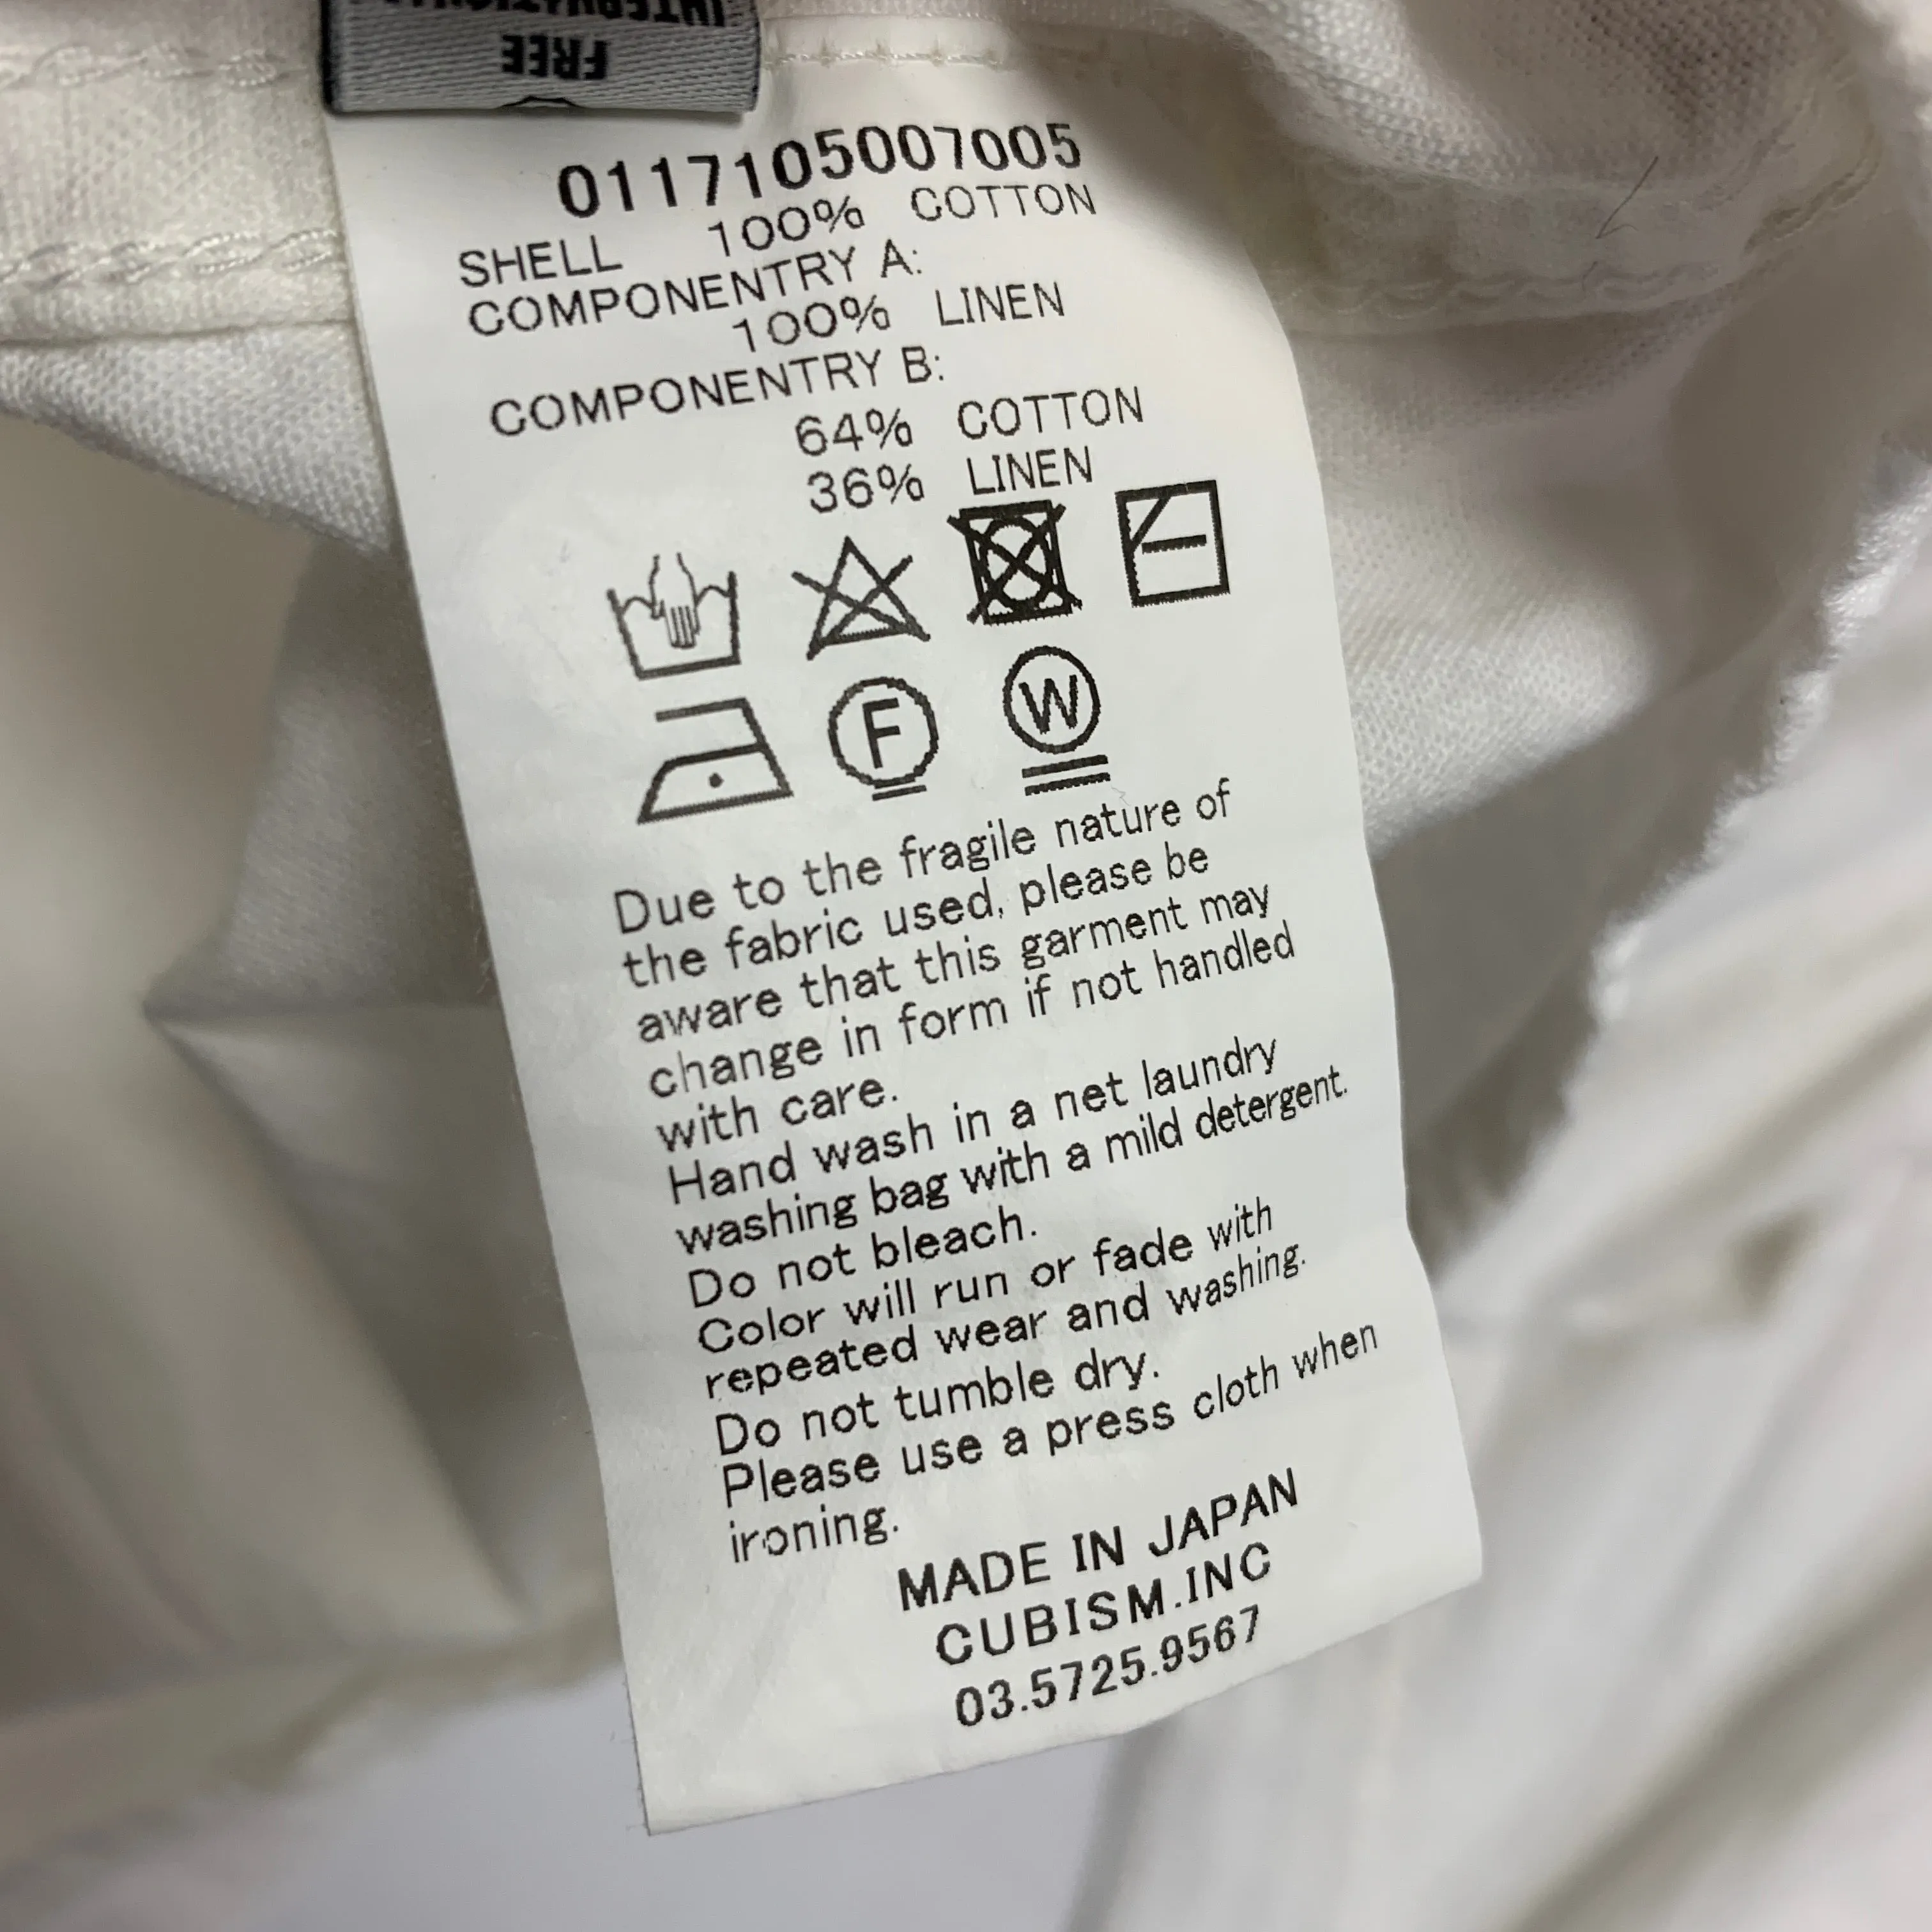 FREE
0117105007005
SHELL 100% COTTON
COMPONENTRY A:
100% LINEN
COMPONENTRY B:
64% COTTON
36% LINEN
F W
Due to the fragile nature of
the fabric used, please be
aware that this garment may
change in form if not handled
with care.
Hand wash in a net laundry
washing bag with a mild detergent.
Do not bleach.
Color will run or fade with
repeated wear and washing.
Do not tumble dry.
Please use a press cloth when
ironing.
MADE IN JAPAN
CUBISM.INC
03.5725.9567